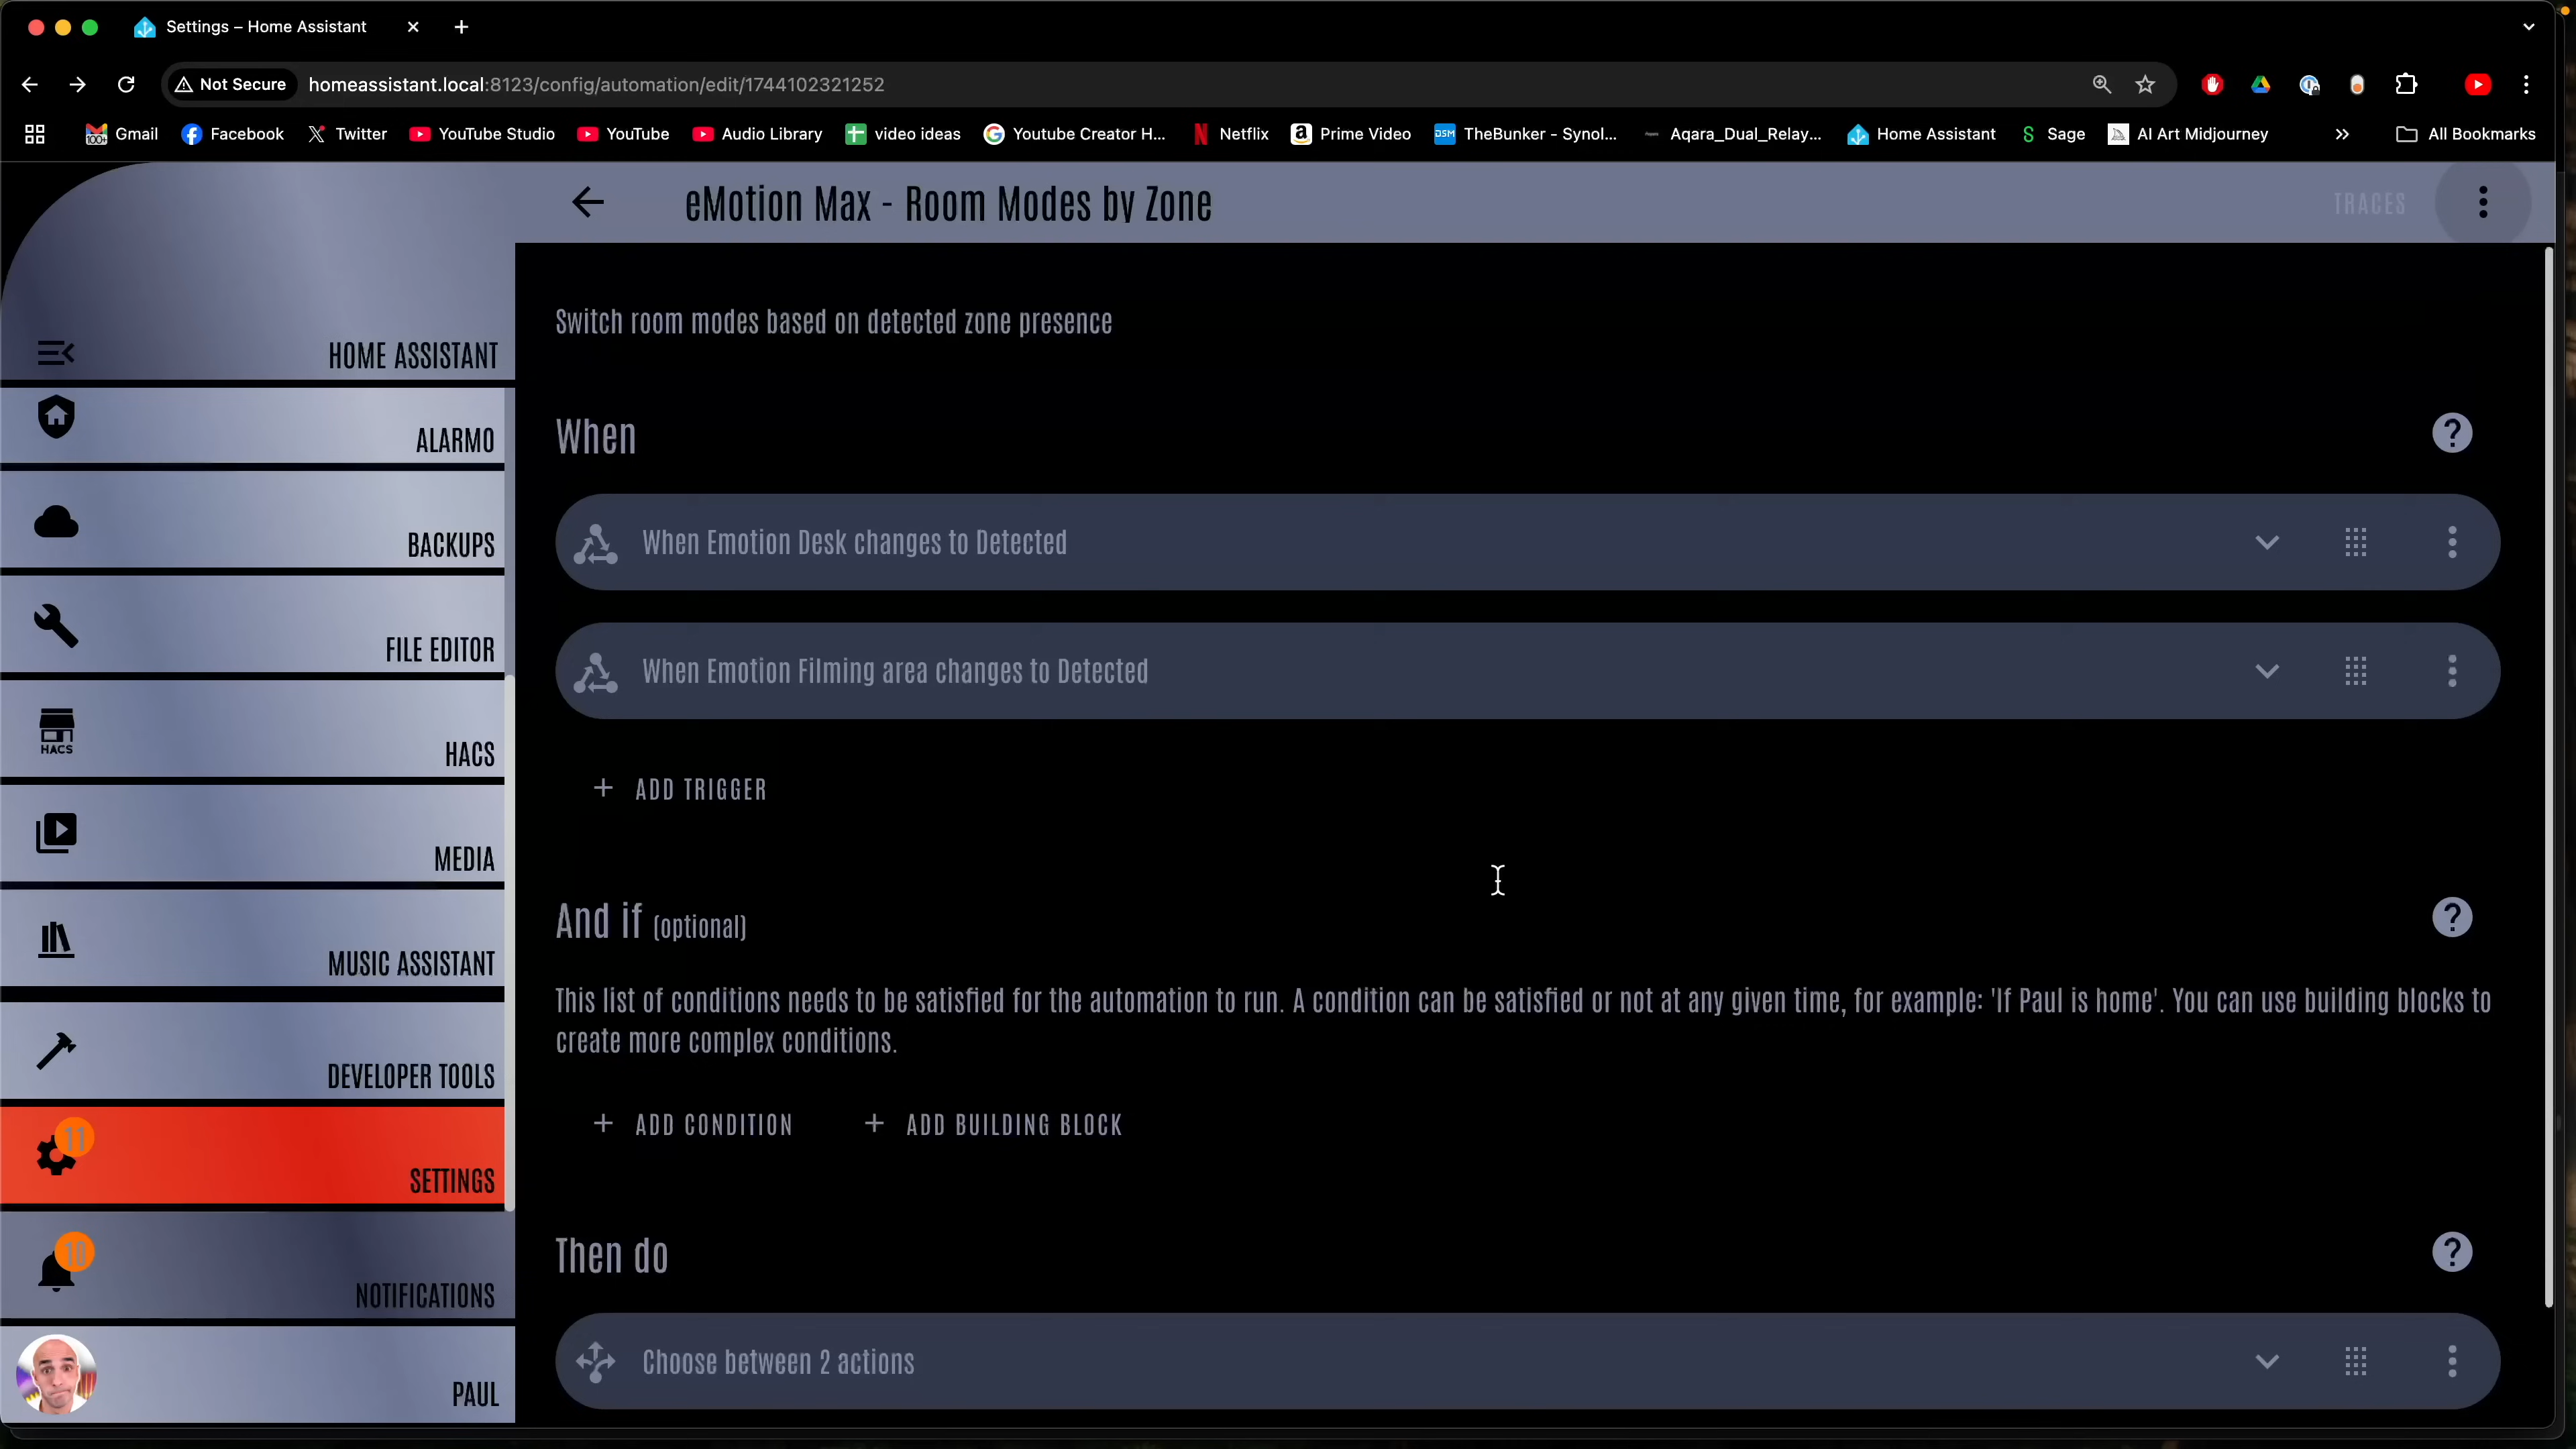 Settings – Home Assistant
Not Secure homeassistant.local:8123/config/automation/edit/1744102321252
100+ Gmail Facebook Twitter YouTube Studio YouTube Audio Library video ideas Youtube Creator H... Netflix Prime Video DSM TheBunker - Synol... Aqara_Dual_Relay... Home Assistant Sage AI Art Midjourney All Bookmarks
eMotion Max - Room Modes by Zone TRACES
HOME ASSISTANT
ALARMO
BACKUPS
FILE EDITOR
HACS
HACS
MEDIA
MUSIC ASSISTANT
DEVELOPER TOOLS
11
SETTINGS
10
NOTIFICATIONS
PAUL
Switch room modes based on detected zone presence
When
When Emotion Desk changes to Detected
When Emotion Filming area changes to Detected
+ ADD TRIGGER
And if (optional)
This list of conditions needs to be satisfied for the automation to run. A condition can be satisfied or not at any given time, for example: 'If Paul is home'. You can use building blocks to
create more complex conditions.
+ ADD CONDITION + ADD BUILDING BLOCK
Then do
Choose between 2 actions